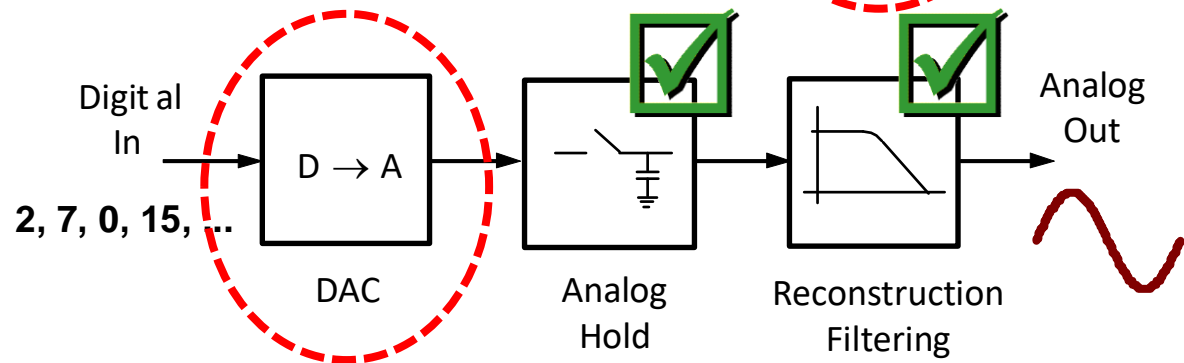 Digit al
In
2, 7, 0, 15, ...
D → A
DAC
Analog
Hold
Reconstruction
Filtering
Analog
Out